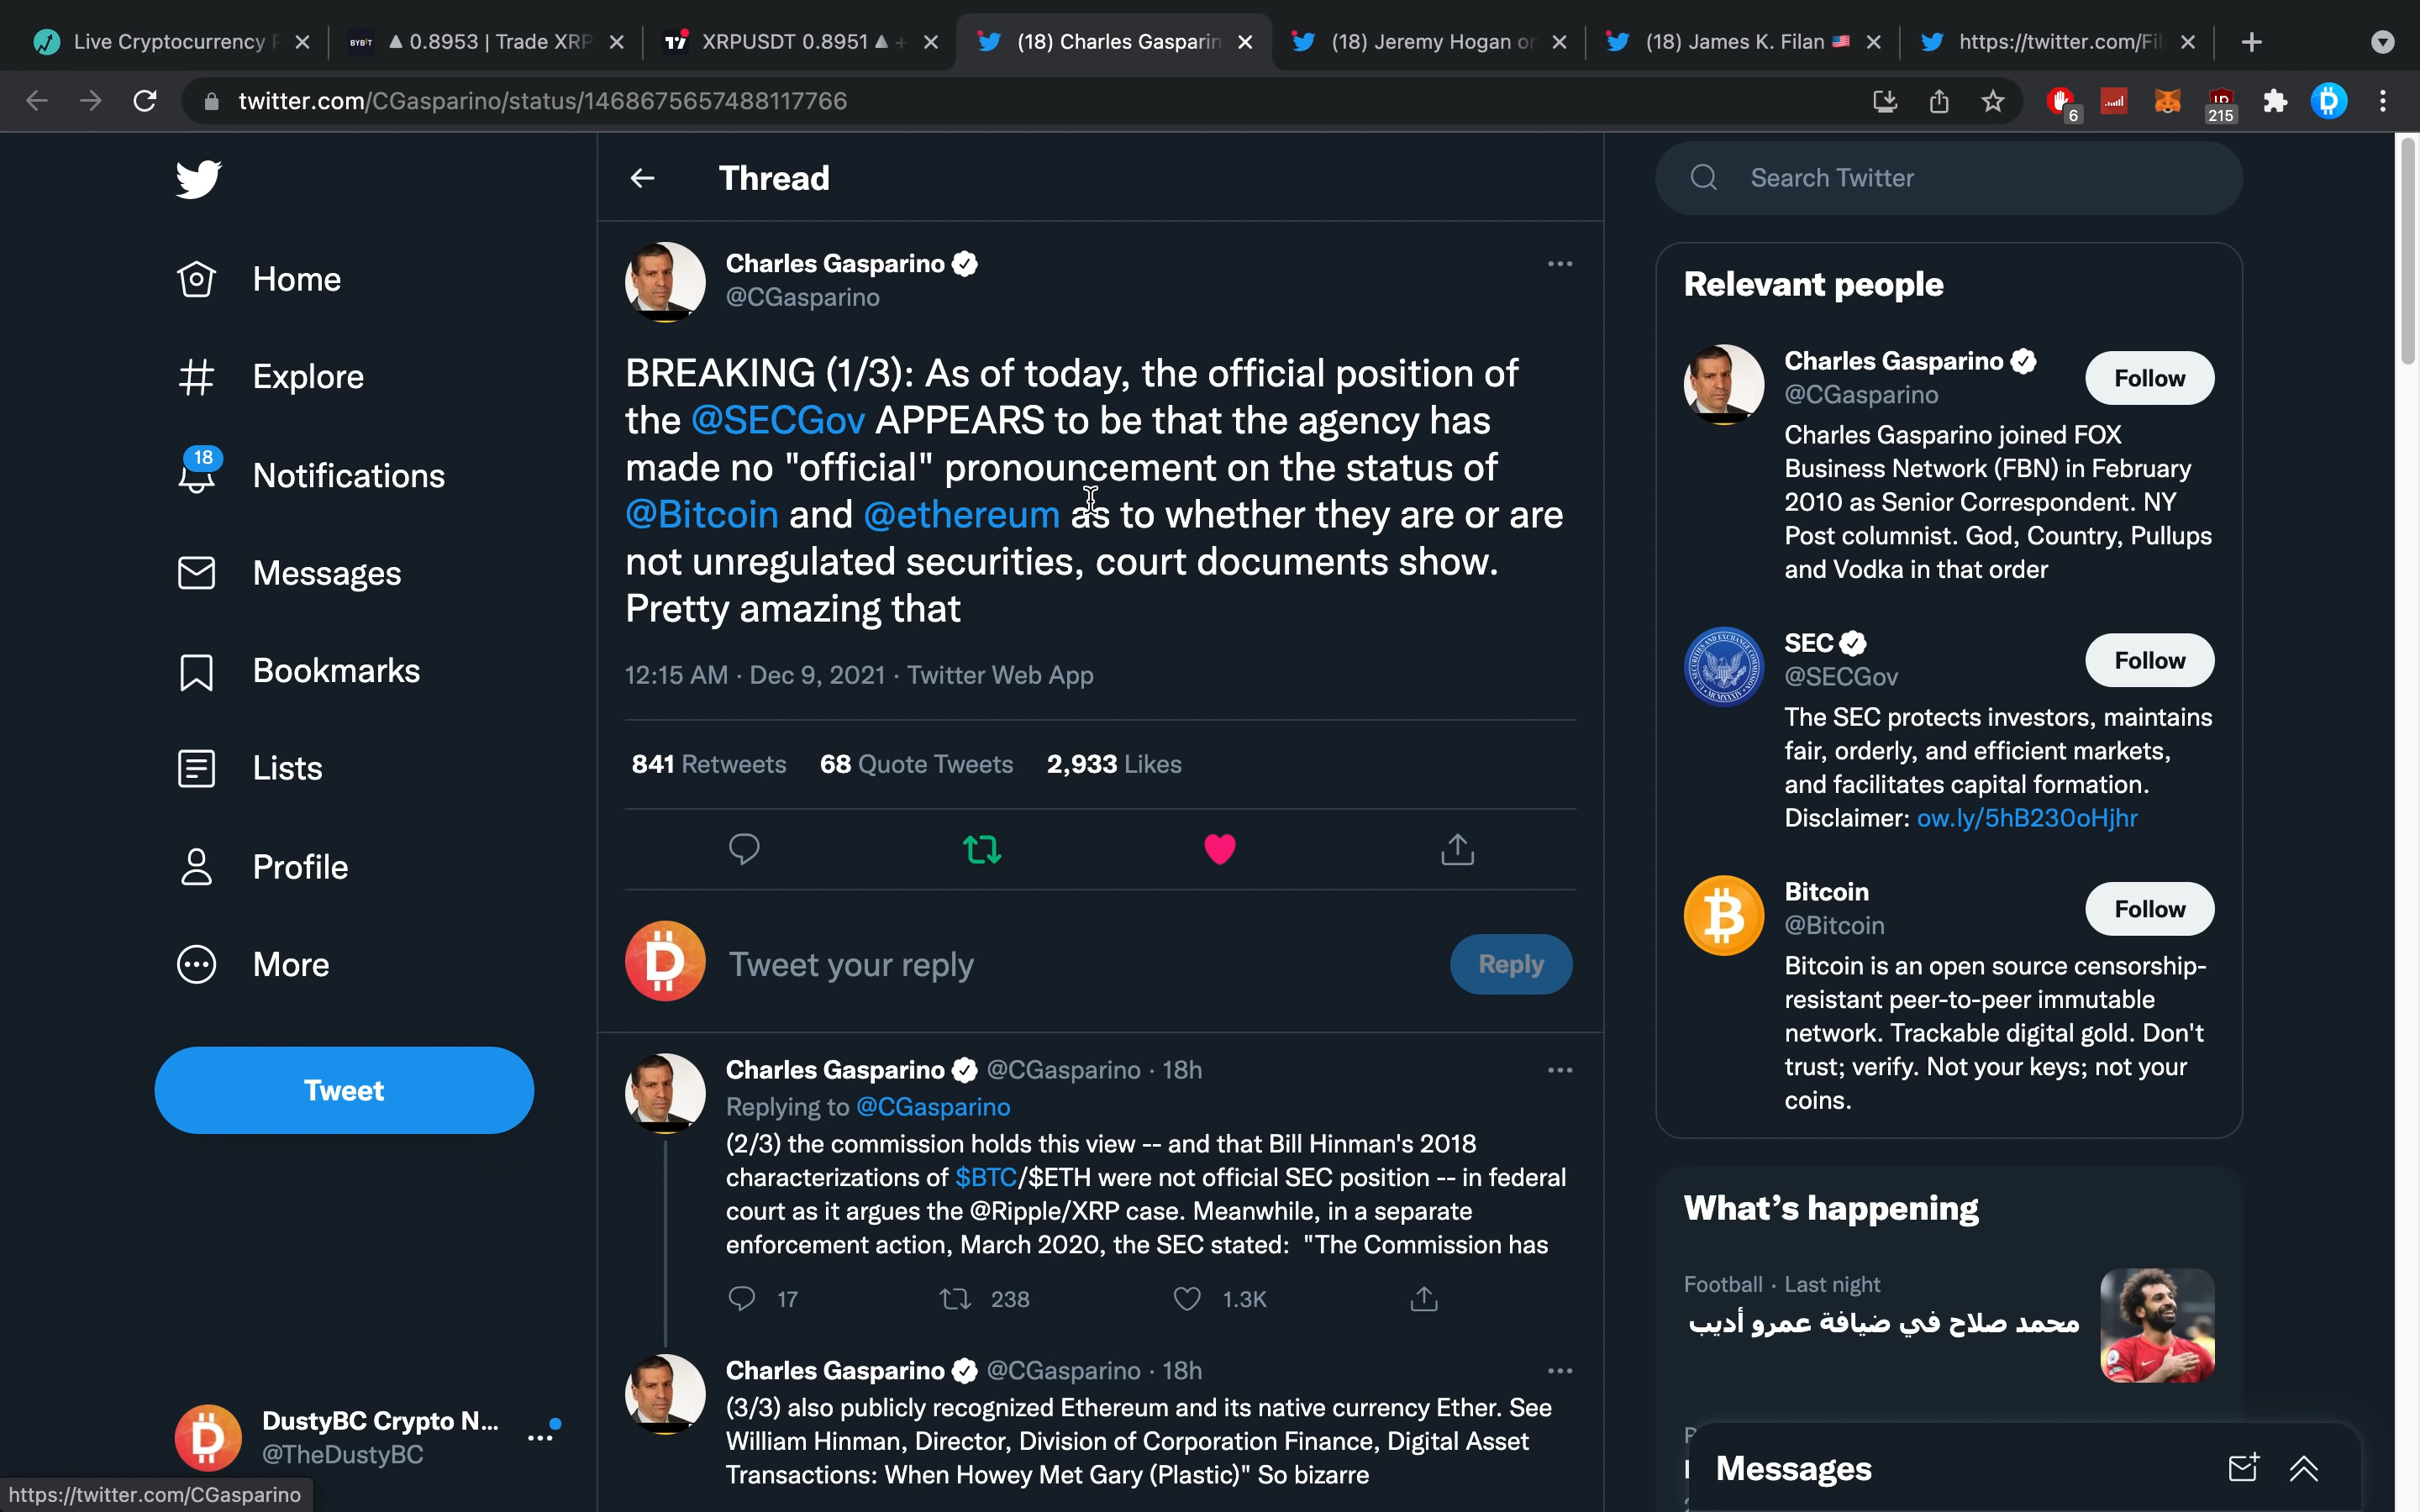 Live Cryptocurrency
▲ 0.8953 | Trade XRP
XRPUSDT 0.8951 ▲ +
(18) Charles Gasparin
(18) Jeremy Hogan on
(18) James K. Filan 🇺🇸
https://twitter.com/Fil
twitter.com/CGasparino/status/1468675657488117766
6
215
Home
Explore
18
Notifications
Messages
Bookmarks
Lists
Profile
More
Tweet
DustyBC Crypto N...
@TheDustyBC
https://twitter.com/CGasparino
Thread
Charles Gasparino
@CGasparino
BREAKING (1/3): As of today, the official position of
the @SECGov APPEARS to be that the agency has
made no "official" pronouncement on the status of
@Bitcoin and @ethereum as to whether they are or are
not unregulated securities, court documents show.
Pretty amazing that
12:15 AM · Dec 9, 2021 · Twitter Web App
841 Retweets 68 Quote Tweets 2,933 Likes
Tweet your reply
Reply
Charles Gasparino @CGasparino · 18h
Replying to @CGasparino
(2/3) the commission holds this view -- and that Bill Hinman's 2018
characterizations of $BTC/$ETH were not official SEC position -- in federal
court as it argues the @Ripple/XRP case. Meanwhile, in a separate
enforcement action, March 2020, the SEC stated: "The Commission has
17 238 1.3K
Charles Gasparino @CGasparino · 18h
(3/3) also publicly recognized Ethereum and its native currency Ether. See
William Hinman, Director, Division of Corporation Finance, Digital Asset
Transactions: When Howey Met Gary (Plastic)" So bizarre
Search Twitter
Relevant people
Charles Gasparino
@CGasparino
Follow
Charles Gasparino joined FOX
Business Network (FBN) in February
2010 as Senior Correspondent. NY
Post columnist. God, Country, Pullups
and Vodka in that order
SEC
@SECGov
Follow
The SEC protects investors, maintains
fair, orderly, and efficient markets,
and facilitates capital formation.
Disclaimer: ow.ly/5hB230oHjhr
Bitcoin
@Bitcoin
Follow
Bitcoin is an open source censorship-
resistant peer-to-peer immutable
network. Trackable digital gold. Don't
trust; verify. Not your keys; not your
coins.
What's happening
Football · Last night
محمد صلاح في ضيافة عمرو أديب
Messages